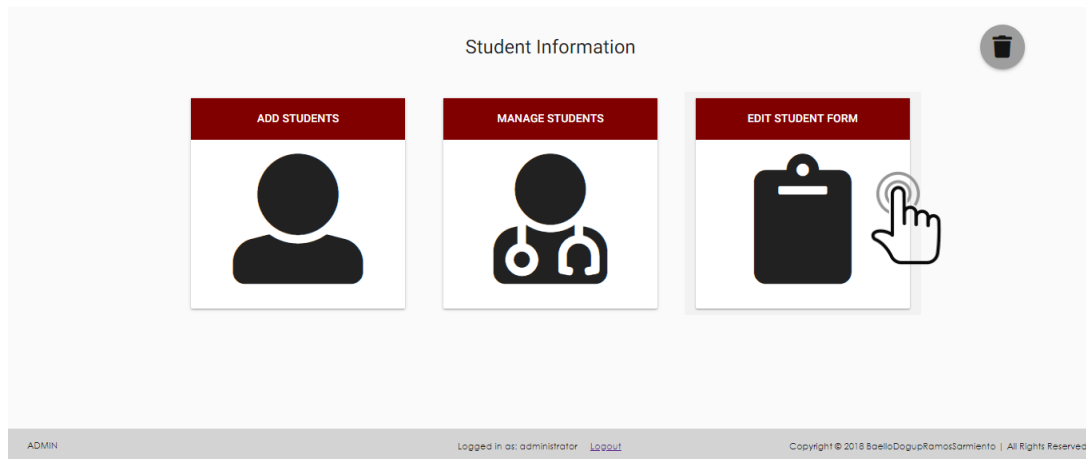 Student Information
ADD STUDENTS
MANAGE STUDENTS
EDIT STUDENT FORM
ADMIN
Logged in as: administrator Logout
Copyright © 2018 BaelloDogupRamosSarmiento | All Rights Reserved